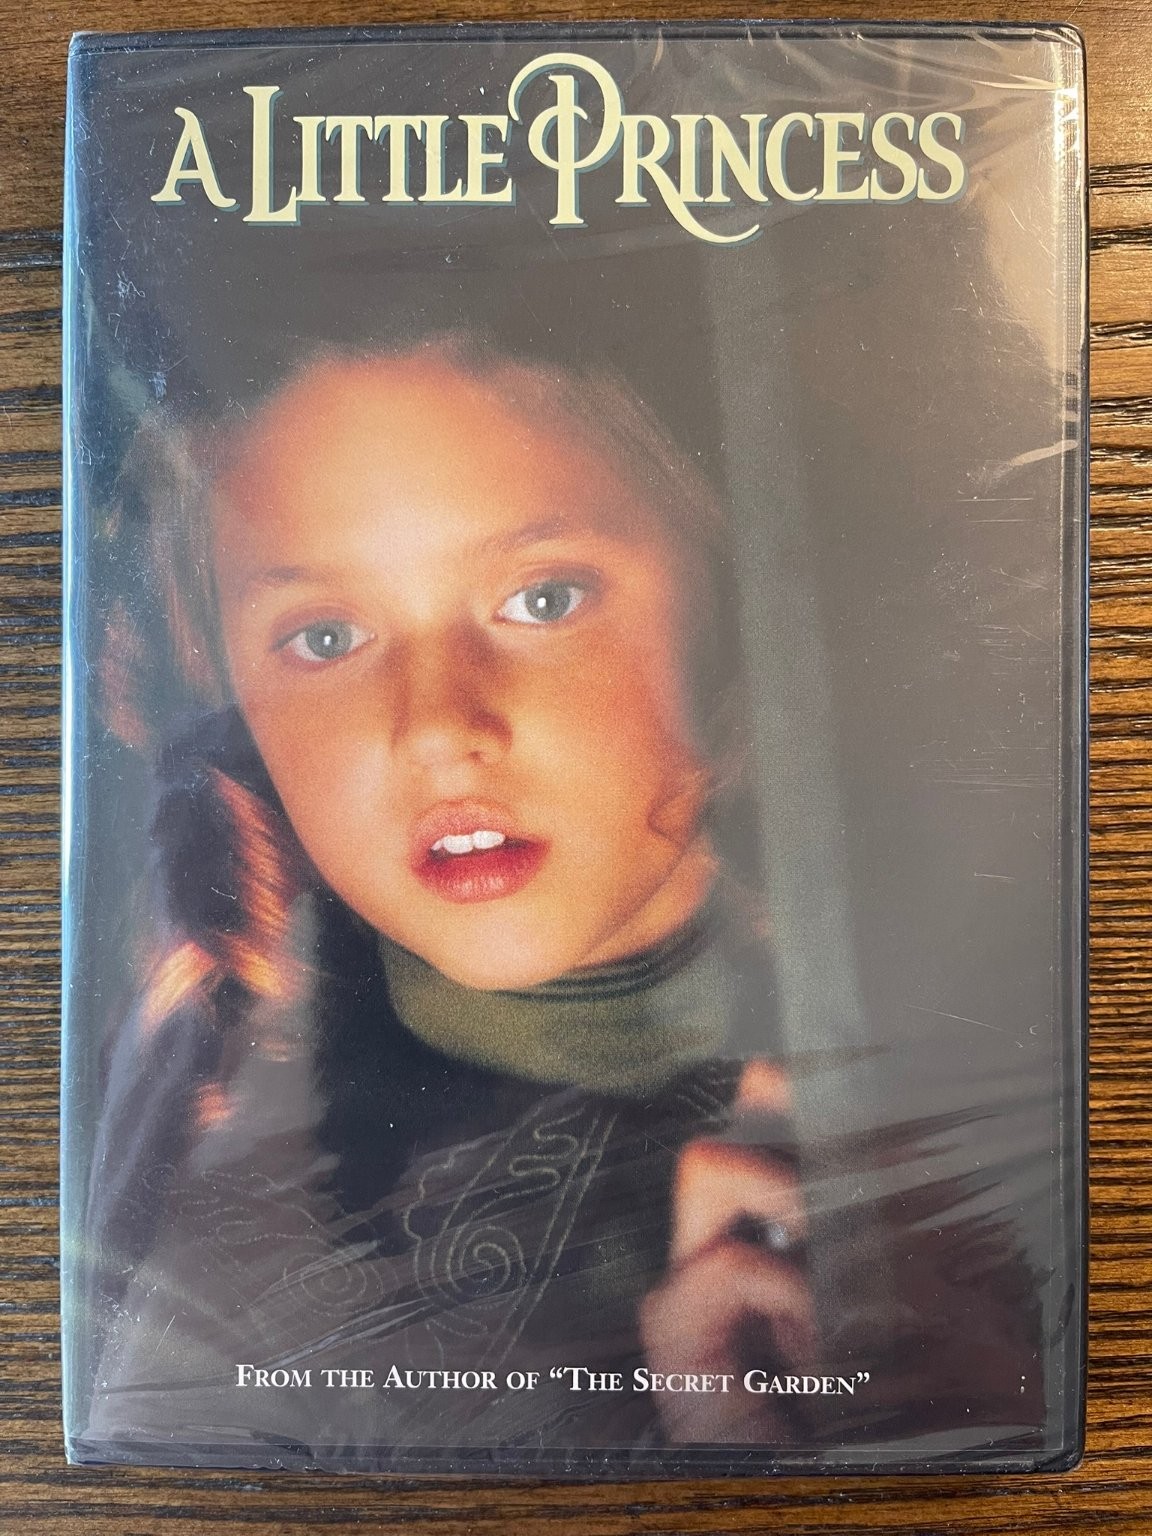 A LITTLE PRINCESS
FROM THE AUTHOR OF “THE SECRET GARDEN”